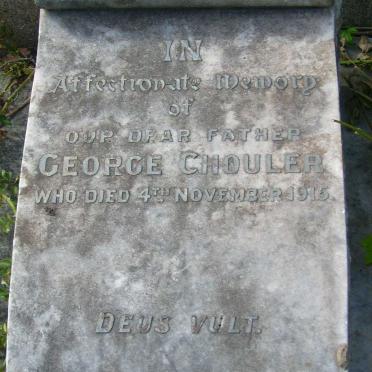 IN
Affectionate Memory
of
OUR DEAR FATHER
GEORGE CHOULER
WHO DIED 4TH NOVEMBER 1915.
DEUS VULT.